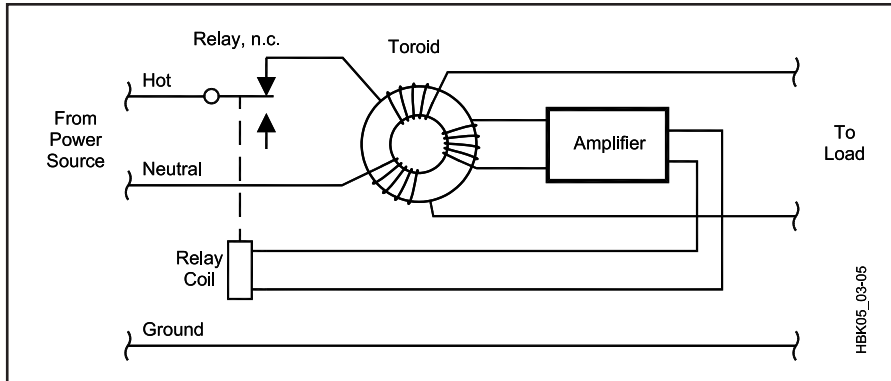 Relay, n.c.
Toroid
Hot
From
Power
Source
Neutral
Amplifier
To
Load
Relay
Coil
Ground
HBK05_03-05